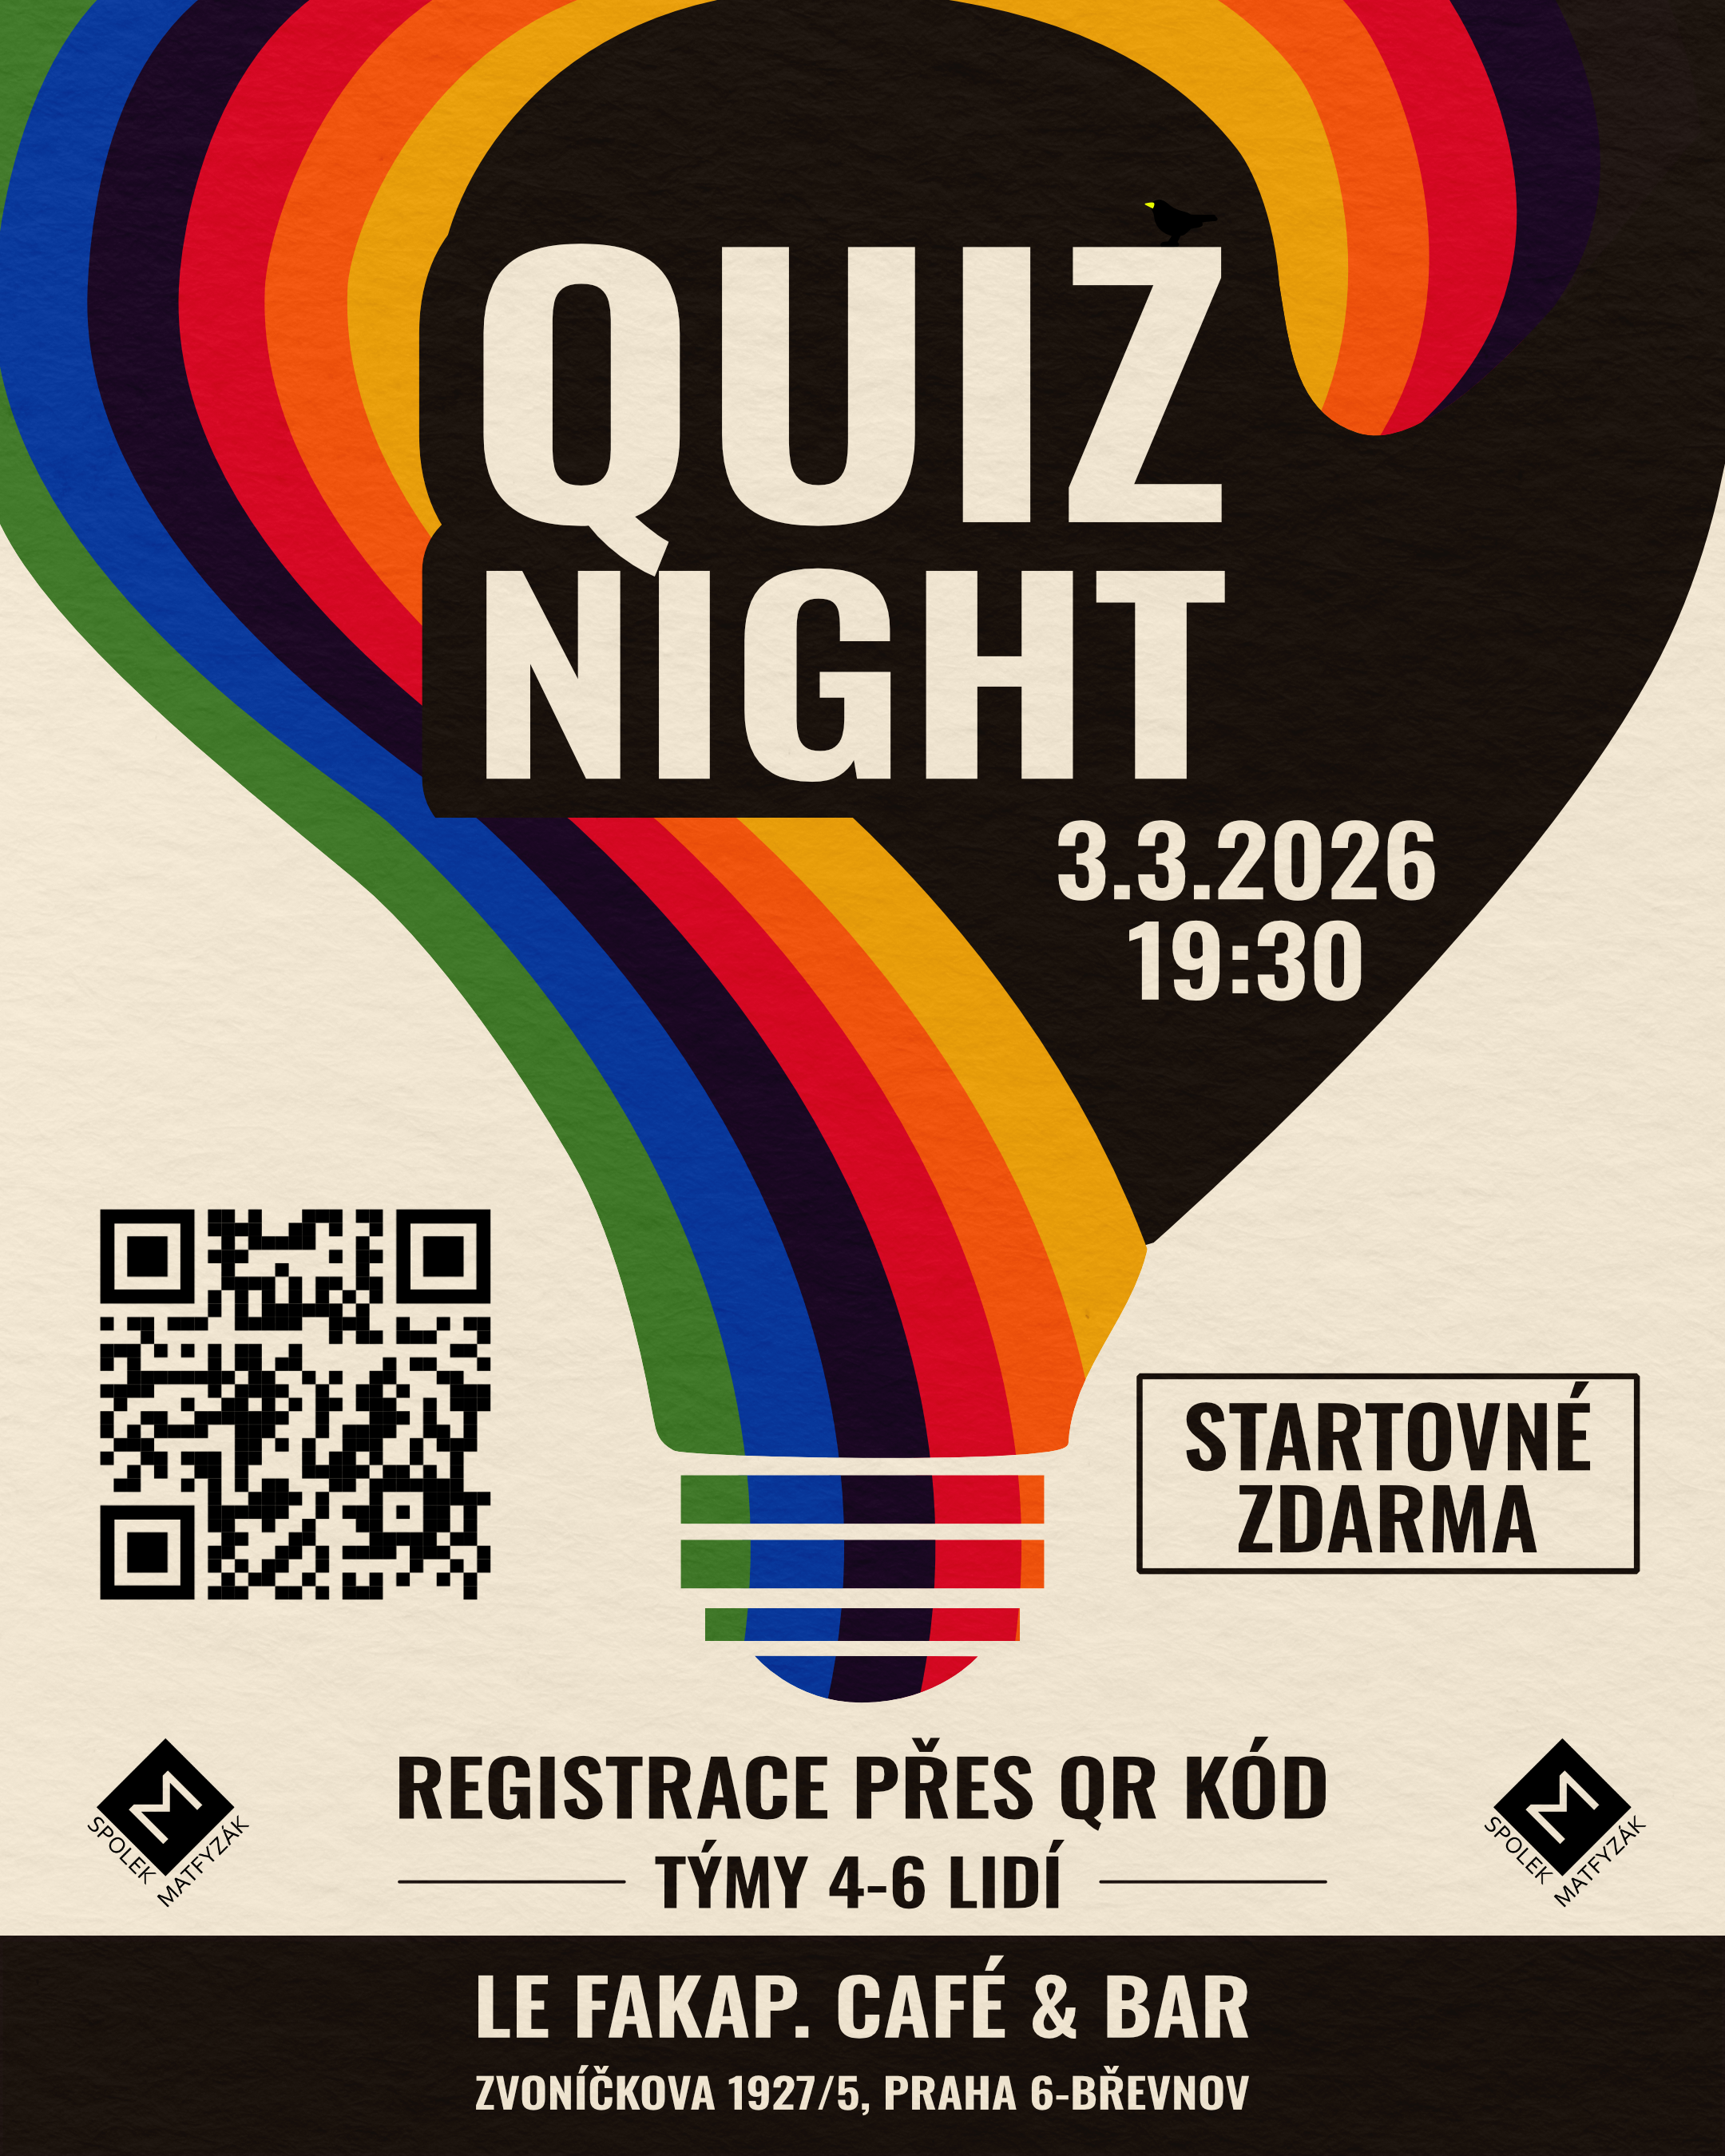 QUIZ
NIGHT
3.3.2026
19:30
STARTOVNÉ
ZDARMA
REGISTRACE PŘES QR KÓD
TÝMY 4-6 LIDÍ
M
SPOLEK MATFYZÁK
M
SPOLEK MATFYZÁK
LE FAKAP. CAFÉ & BAR
ZVONÍČKOVA 1927/5, PRAHA 6-BŘEVNOV